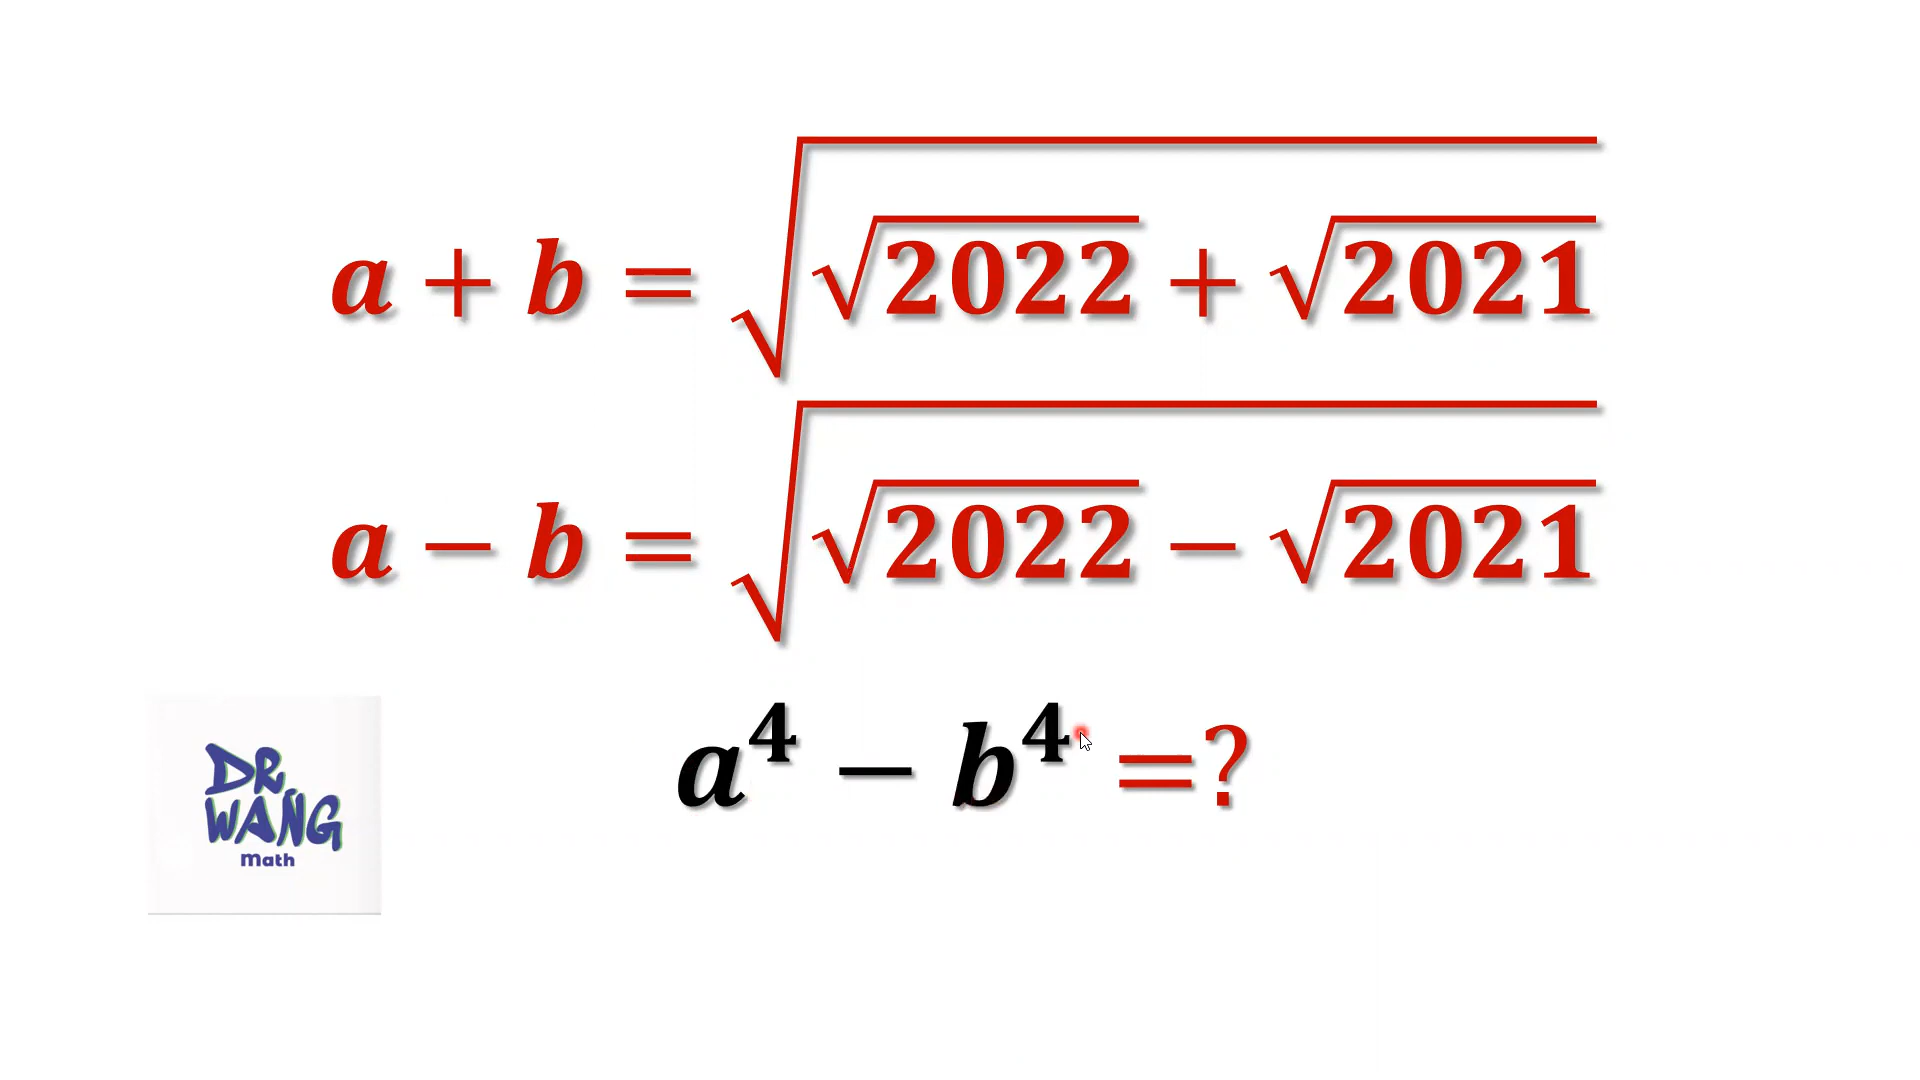 a + b = √(√2022 + √2021)
a − b = √(√2022 − √2021)
a⁴ − b⁴ =?
DR
WANG
Math